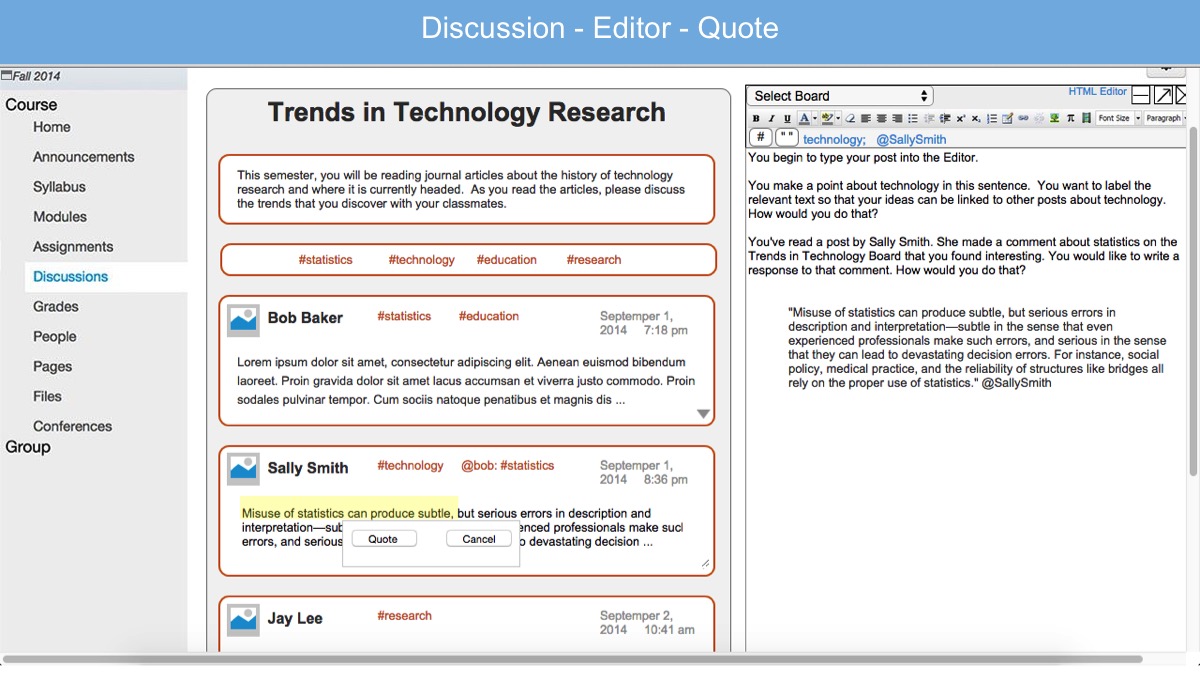 Discussion - Editor - Quote
Fall 2014
Course
Home
Announcements
Syllabus
Modules
Assignments
Discussions
Grades
People
Pages
Files
Conferences
Group
Trends in Technology Research
This semester, you will be reading journal articles about the history of technology
research and where it is currently headed. As you read the articles, please discuss
the trends that you discover with your classmates.
#statistics #technology #education #research
Bob Baker #statistics #education Septemper 1,
2014 7:18 pm
Lorem ipsum dolor sit amet, consectetur adipiscing elit. Aenean euismod bibendum
laoreet. Proin gravida dolor sit amet lacus accumsan et viverra justo commodo. Proin
sodales pulvinar tempor. Cum sociis natoque penatibus et magnis dis ...
Sally Smith #technology @bob: #statistics Septemper 1,
2014 8:36 pm
Misuse of statistics can produce subtle, but serious errors in description and
interpretation—sub enced professionals make such
errors, and serious o devastating decision ...
Quote Cancel
Jay Lee #research Septemper 2,
2014 10:41 am
Select Board
HTML Editor
B I U A Font Size Paragraph
# " " technology; @SallySmith
You begin to type your post into the Editor.
You make a point about technology in this sentence. You want to label the
relevant text so that your ideas can be linked to other posts about technology.
How would you do that?
You've read a post by Sally Smith. She made a comment about statistics on the
Trends in Technology Board that you found interesting. You would like to write a
response to that comment. How would you do that?
"Misuse of statistics can produce subtle, but serious errors in
description and interpretation—subtle in the sense that even
experienced professionals make such errors, and serious in the sense
that they can lead to devastating decision errors. For instance, social
policy, medical practice, and the reliability of structures like bridges all
rely on the proper use of statistics." @SallySmith